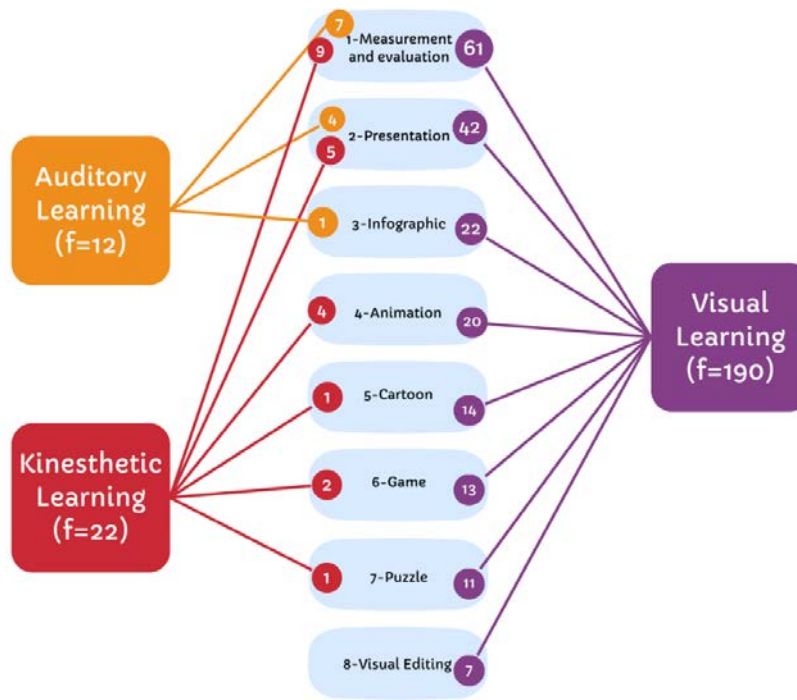 7
9
1-Measurement
and evaluation
61
4
5
2-Presentation
42
Auditory
Learning
(f=12)
1
3-Infographic
22
4
4-Animation
20
Visual
Learning
(f=190)
1
5-Cartoon
14
Kinesthetic
Learning
(f=22)
2
6-Game
13
1
7-Puzzle
11
8-Visual Editing
7